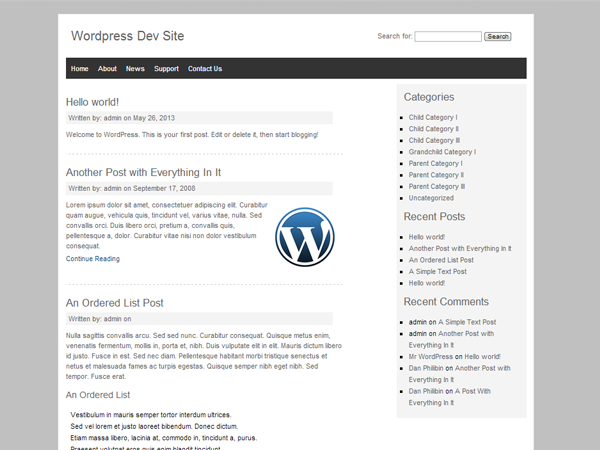 Wordpress Dev Site
Search for: Search
Home About News Support Contact Us
Hello world!
Written by: admin on May 26, 2013
Welcome to WordPress. This is your first post. Edit or delete it, then start blogging!
Another Post with Everything In It
Written by: admin on September 17, 2008
Lorem ipsum dolor sit amet, consectetuer adipiscing elit. Curabitur
quam augue, vehicula quis, tincidunt vel, varius vitae, nulla. Sed
convallis orci. Duis libero orci, pretium a, convallis quis,
pellentesque a, dolor. Curabitur vitae nisi non dolor vestibulum
consequat.
Continue Reading
W
An Ordered List Post
Written by: admin on
Nulla sagittis convallis arcu. Sed sed nunc. Curabitur consequat. Quisque metus enim,
venenatis fermentum, mollis in, porta et, nibh. Duis vulputate elit in elit. Mauris dictum libero
id justo. Fusce in est. Sed nec diam. Pellentesque habitant morbi tristique senectus et
netus et malesuada fames ac turpis egestas. Quisque semper nibh eget nibh. Sed
tempor. Fusce erat.
An Ordered List
Vestibulum in mauris semper tortor interdum ultrices.
Sed vel lorem et justo laoreet bibendum. Donec dictum.
Etiam massa libero, lacinia at, commodo in, tincidunt a, purus.
Praesent volutpat eros quis enim blandit tincidunt.
Categories
Child Category I
Child Category II
Child Category III
Grandchild Category I
Parent Category I
Parent Category II
Parent Category III
Uncategorized
Recent Posts
Hello world!
Another Post with Everything In It
An Ordered List Post
A Simple Text Post
Hello world!
Recent Comments
admin on A Simple Text Post
admin on Another Post with
Everything In It
Mr WordPress on Hello world!
Dan Philibin on Another Post with
Everything In It
Dan Philibin on A Post With
Everything In It